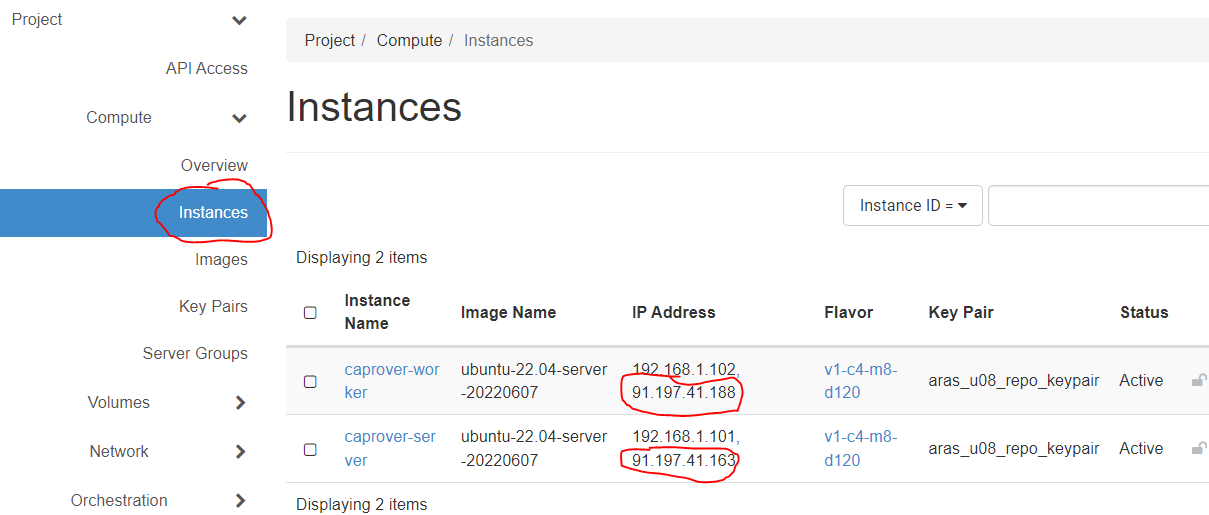 Project
API Access
Compute
Overview
Instances
Images
Key Pairs
Server Groups
Volumes
Network
Orchestration
Project / Compute / Instances
Instances
Instance ID =
Displaying 2 items
Instance Name Image Name IP Address Flavor Key Pair Status
caprover-wor ubuntu-22.04-server 192.168.1.102, v1-c4-m8- aras_u08_repo_keypair Active
ker -20220607 91.197.41.188 d120
caprover-ser ubuntu-22.04-server 192.168.1.101, v1-c4-m8- aras_u08_repo_keypair Active
ver -20220607 91.197.41.163 d120
Displaying 2 items